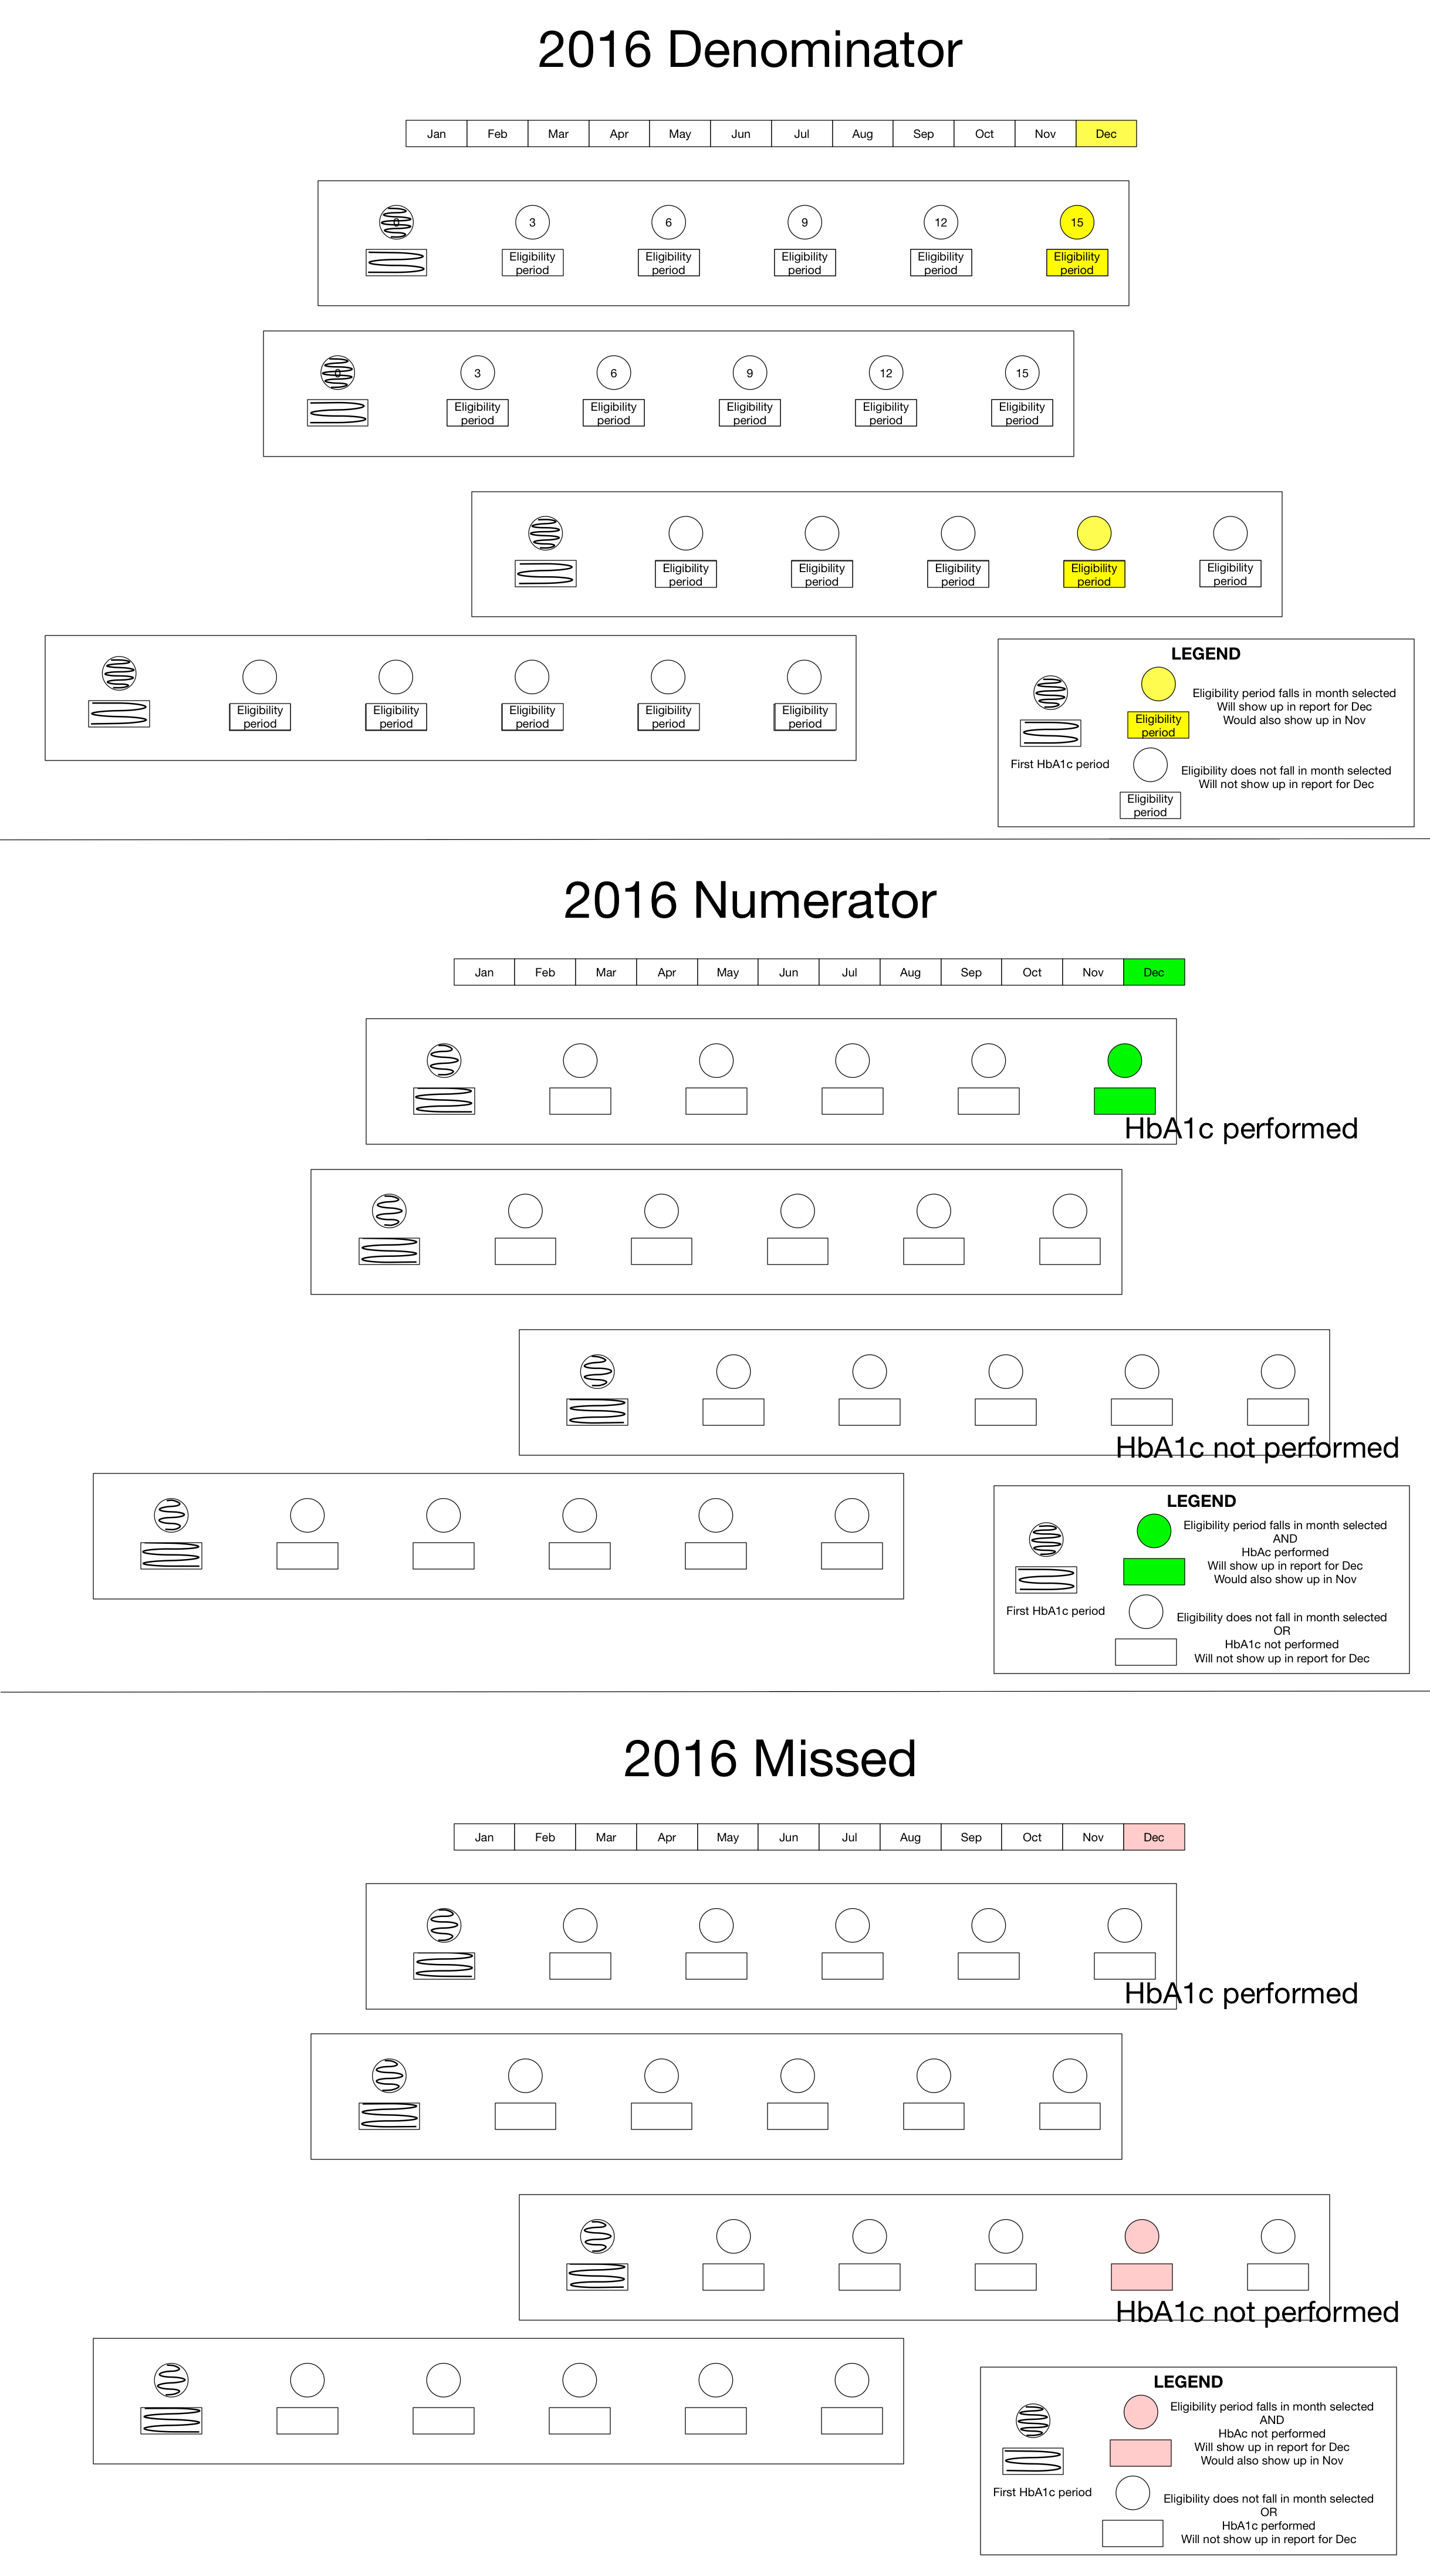 2016 Denominator
Jan Feb Mar Apr May Jun Jul Aug Sep Oct Nov Dec
0 3 6 9 12 15
Eligibility period Eligibility period Eligibility period Eligibility period Eligibility period
0 3 6 9 12 15
Eligibility period Eligibility period Eligibility period Eligibility period Eligibility period
Eligibility period Eligibility period Eligibility period Eligibility period Eligibility period
Eligibility period Eligibility period Eligibility period Eligibility period Eligibility period
LEGEND
First HbA1c period
Eligibility period
Eligibility period falls in month selected
Will show up in report for Dec
Would also show up in Nov
Eligibility period
Eligibility does not fall in month selected
Will not show up in report for Dec
2016 Numerator
Jan Feb Mar Apr May Jun Jul Aug Sep Oct Nov Dec
HbA1c performed
HbA1c not performed
LEGEND
First HbA1c period
Eligibility period falls in month selected
AND
HbAc performed
Will show up in report for Dec
Would also show up in Nov
Eligibility does not fall in month selected
OR
HbA1c not performed
Will not show up in report for Dec
2016 Missed
Jan Feb Mar Apr May Jun Jul Aug Sep Oct Nov Dec
HbA1c performed
HbA1c not performed
LEGEND
First HbA1c period
Eligibility period falls in month selected
AND
HbAc not performed
Will show up in report for Dec
Would also show up in Nov
Eligibility does not fall in month selected
OR
HbA1c performed
Will not show up in report for Dec